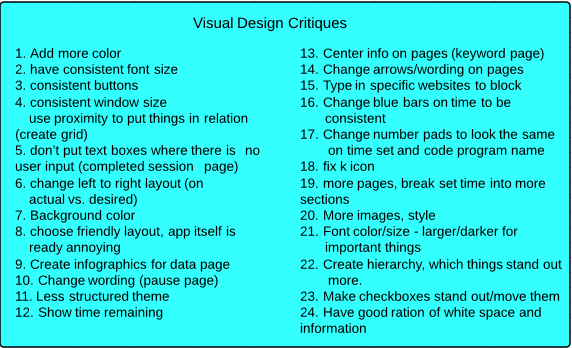 Visual Design Critiques
1. Add more color
2. have consistent font size
3. consistent buttons
4. consistent window size
use proximity to put things in relation
(create grid)
5. don't put text boxes where there is no
user input (completed session page)
6. change left to right layout (on
actual vs. desired)
7. Background color
8. choose friendly layout, app itself is
ready annoying
9. Create infographics for data page
10. Change wording (pause page)
11. Less structured theme
12. Show time remaining
13. Center info on pages (keyword page)
14. Change arrows/wording on pages
15. Type in specific websites to block
16. Change blue bars on time to be
consistent
17. Change number pads to look the same
on time set and code program name
18. fix k icon
19. more pages, break set time into more
sections
20. More images, style
21. Font color/size - larger/darker for
important things
22. Create hierarchy, which things stand out
more.
23. Make checkboxes stand out/move them
24. Have good ration of white space and
information